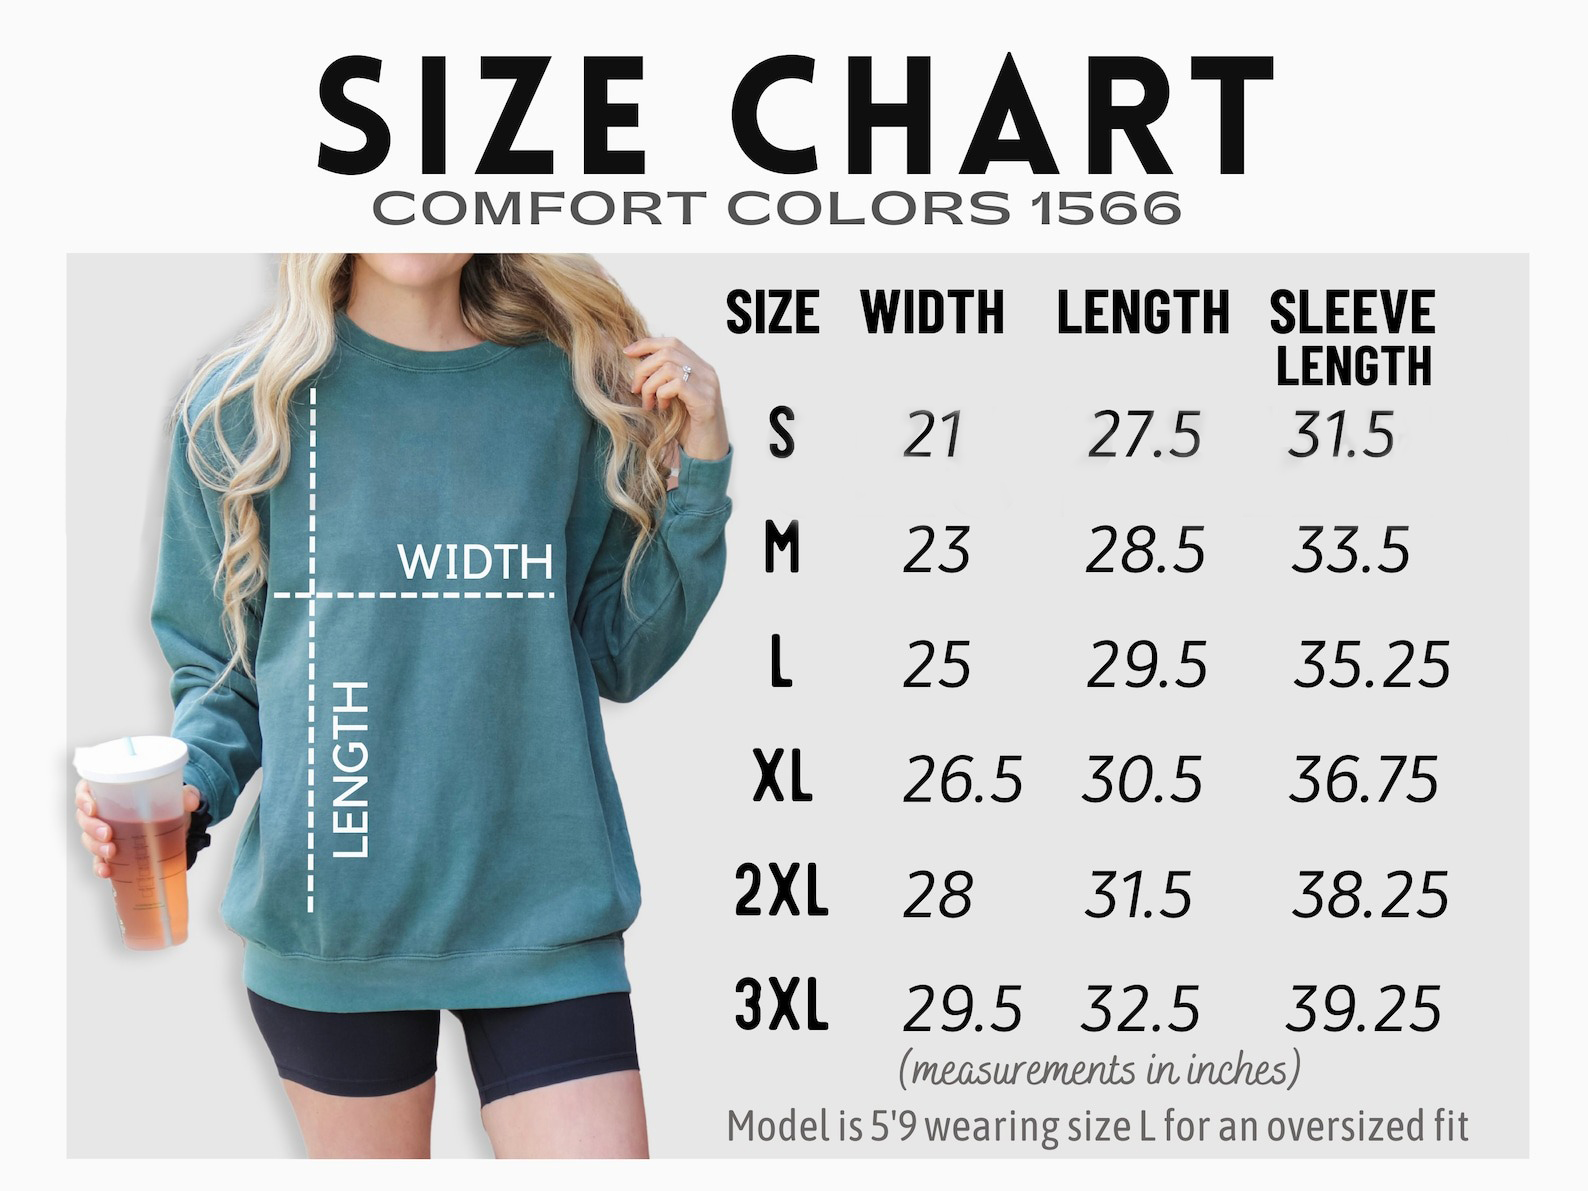 SIZE CHART
COMFORT COLORS 1566
SIZE WIDTH LENGTH SLEEVE LENGTH
S 21 27.5 31.5
M 23 28.5 33.5
L 25 29.5 35.25
XL 26.5 30.5 36.75
2XL 28 31.5 38.25
3XL 29.5 32.5 39.25
(measurements in inches)
Model is 5'9 wearing size L for an oversized fit
WIDTH
LENGTH